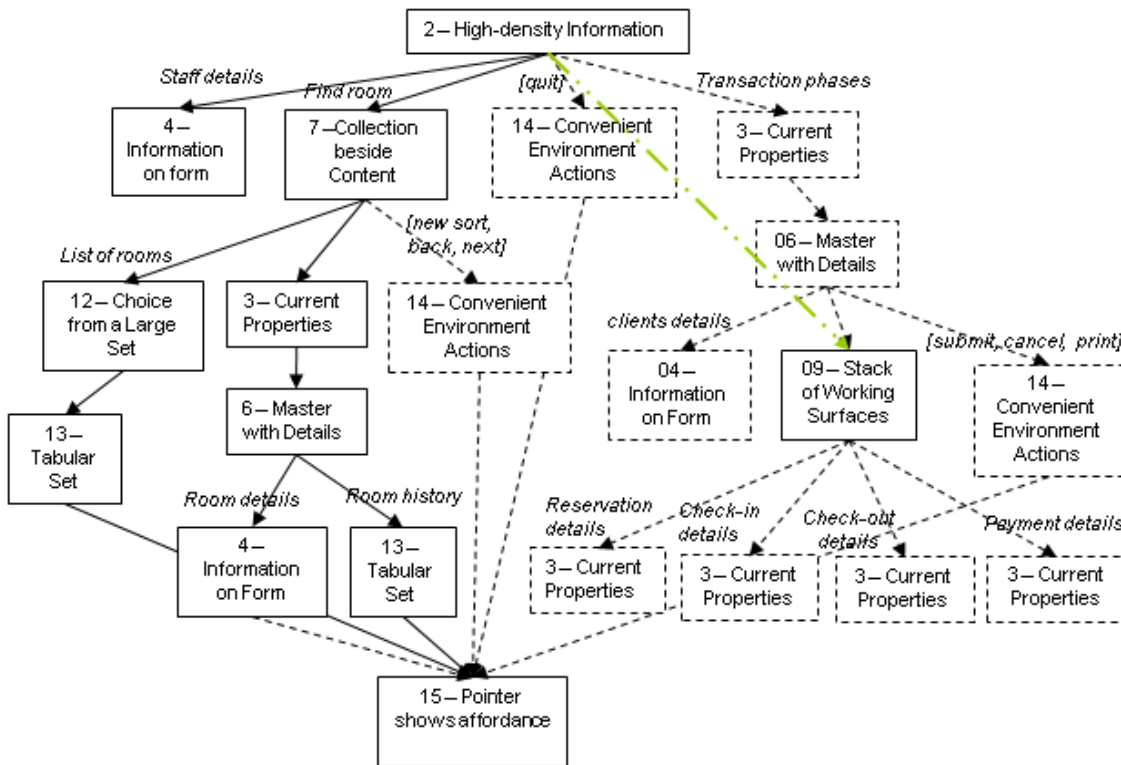 2 – High-density Information
Staff details
Find room
[quit]
Transaction phases
4 –
Information
on form
7 –Collection
beside
Content
14 – Convenient
Environment
Actions
3 – Current
Properties
List of rooms
[new sort,
back, next]
06 – Master
with Details
12 – Choice
from a Large
Set
3 – Current
Properties
14 – Convenient
Environment
Actions
clients details
[submit, cancel, print]
04 –
Information
on Form
09 – Stack
of Working
Surfaces
14 –
Convenient
Environment
Actions
13 –
Tabular
Set
6 – Master
with Details
Room details
Room history
4 –
Information
on Form
13 –
Tabular
Set
Reservation
details
Check-in
details
Check-out
details
Payment details
3 – Current
Properties
3 – Current
Properties
3 – Current
Properties
3 – Current
Properties
15 – Pointer
shows affordance